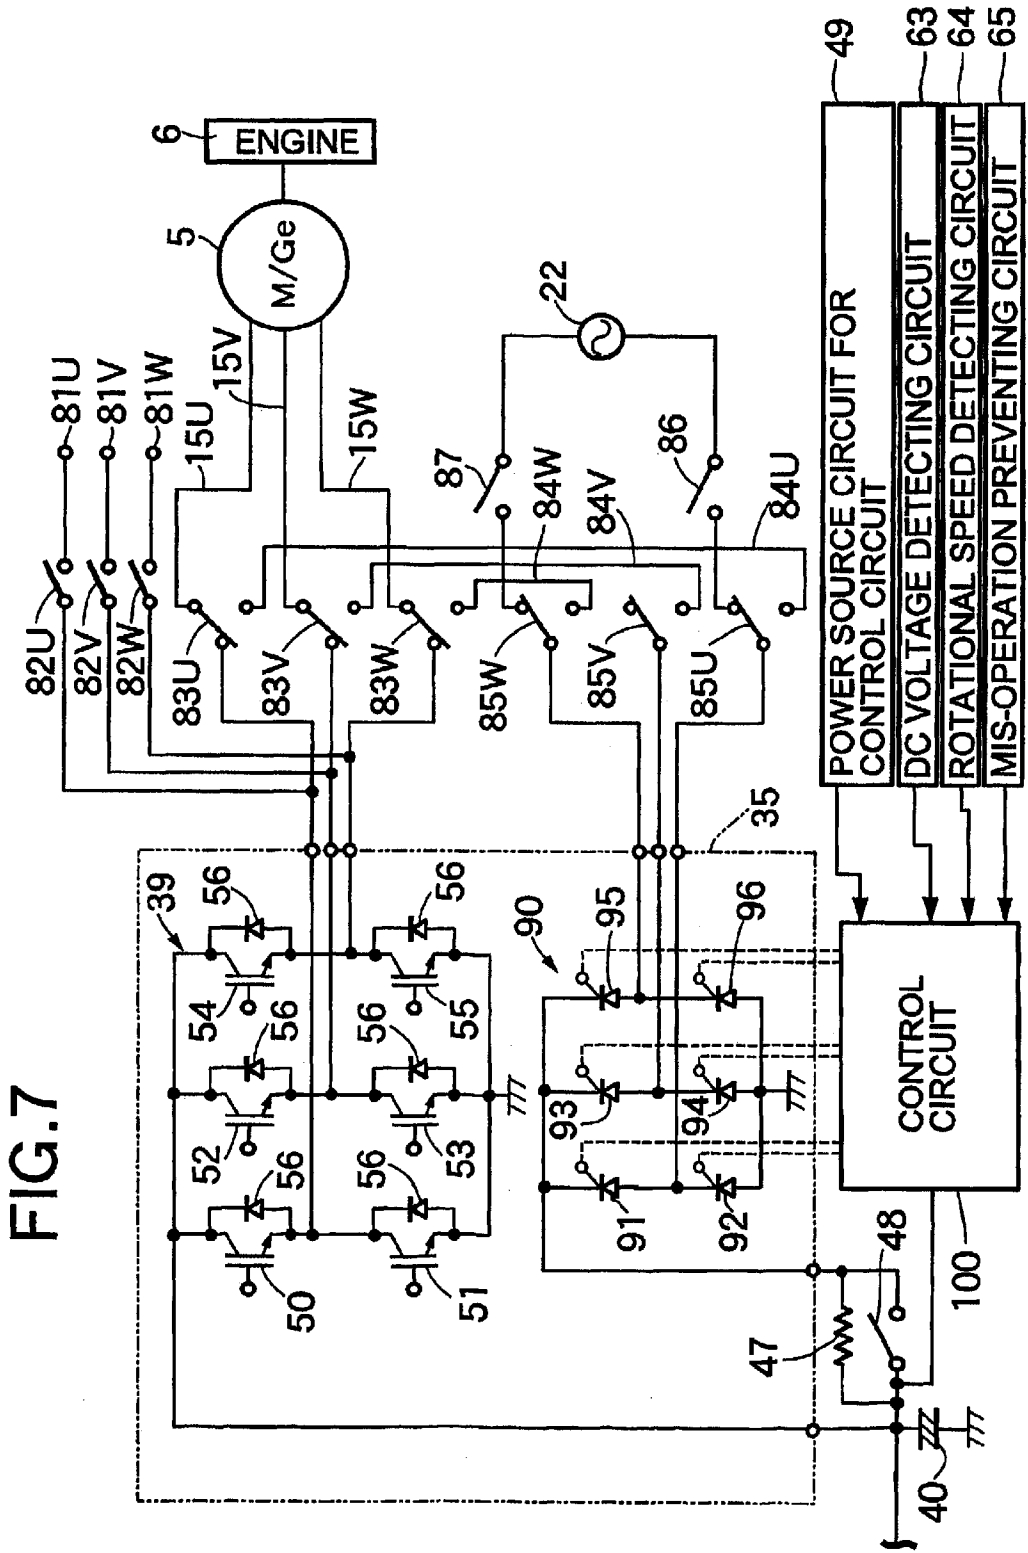 FIG.7
39
54
56
52
56
50
56
55
56
53
56
51
56
90
95
96
93
94
91
92
35
82U
82V
82W
81U
81V
81W
15U
15V
15W
5
M/Ge
6
ENGINE
83U
83V
83W
85W
85V
85U
84W
84V
84U
87
86
22
47
48
40
100
CONTROL
CIRCUIT
POWER SOURCE CIRCUIT FOR
CONTROL CIRCUIT
49
DC VOLTAGE DETECTING CIRCUIT
63
ROTATIONAL SPEED DETECTING CIRCUIT
64
MIS-OPERATION PREVENTING CIRCUIT
65